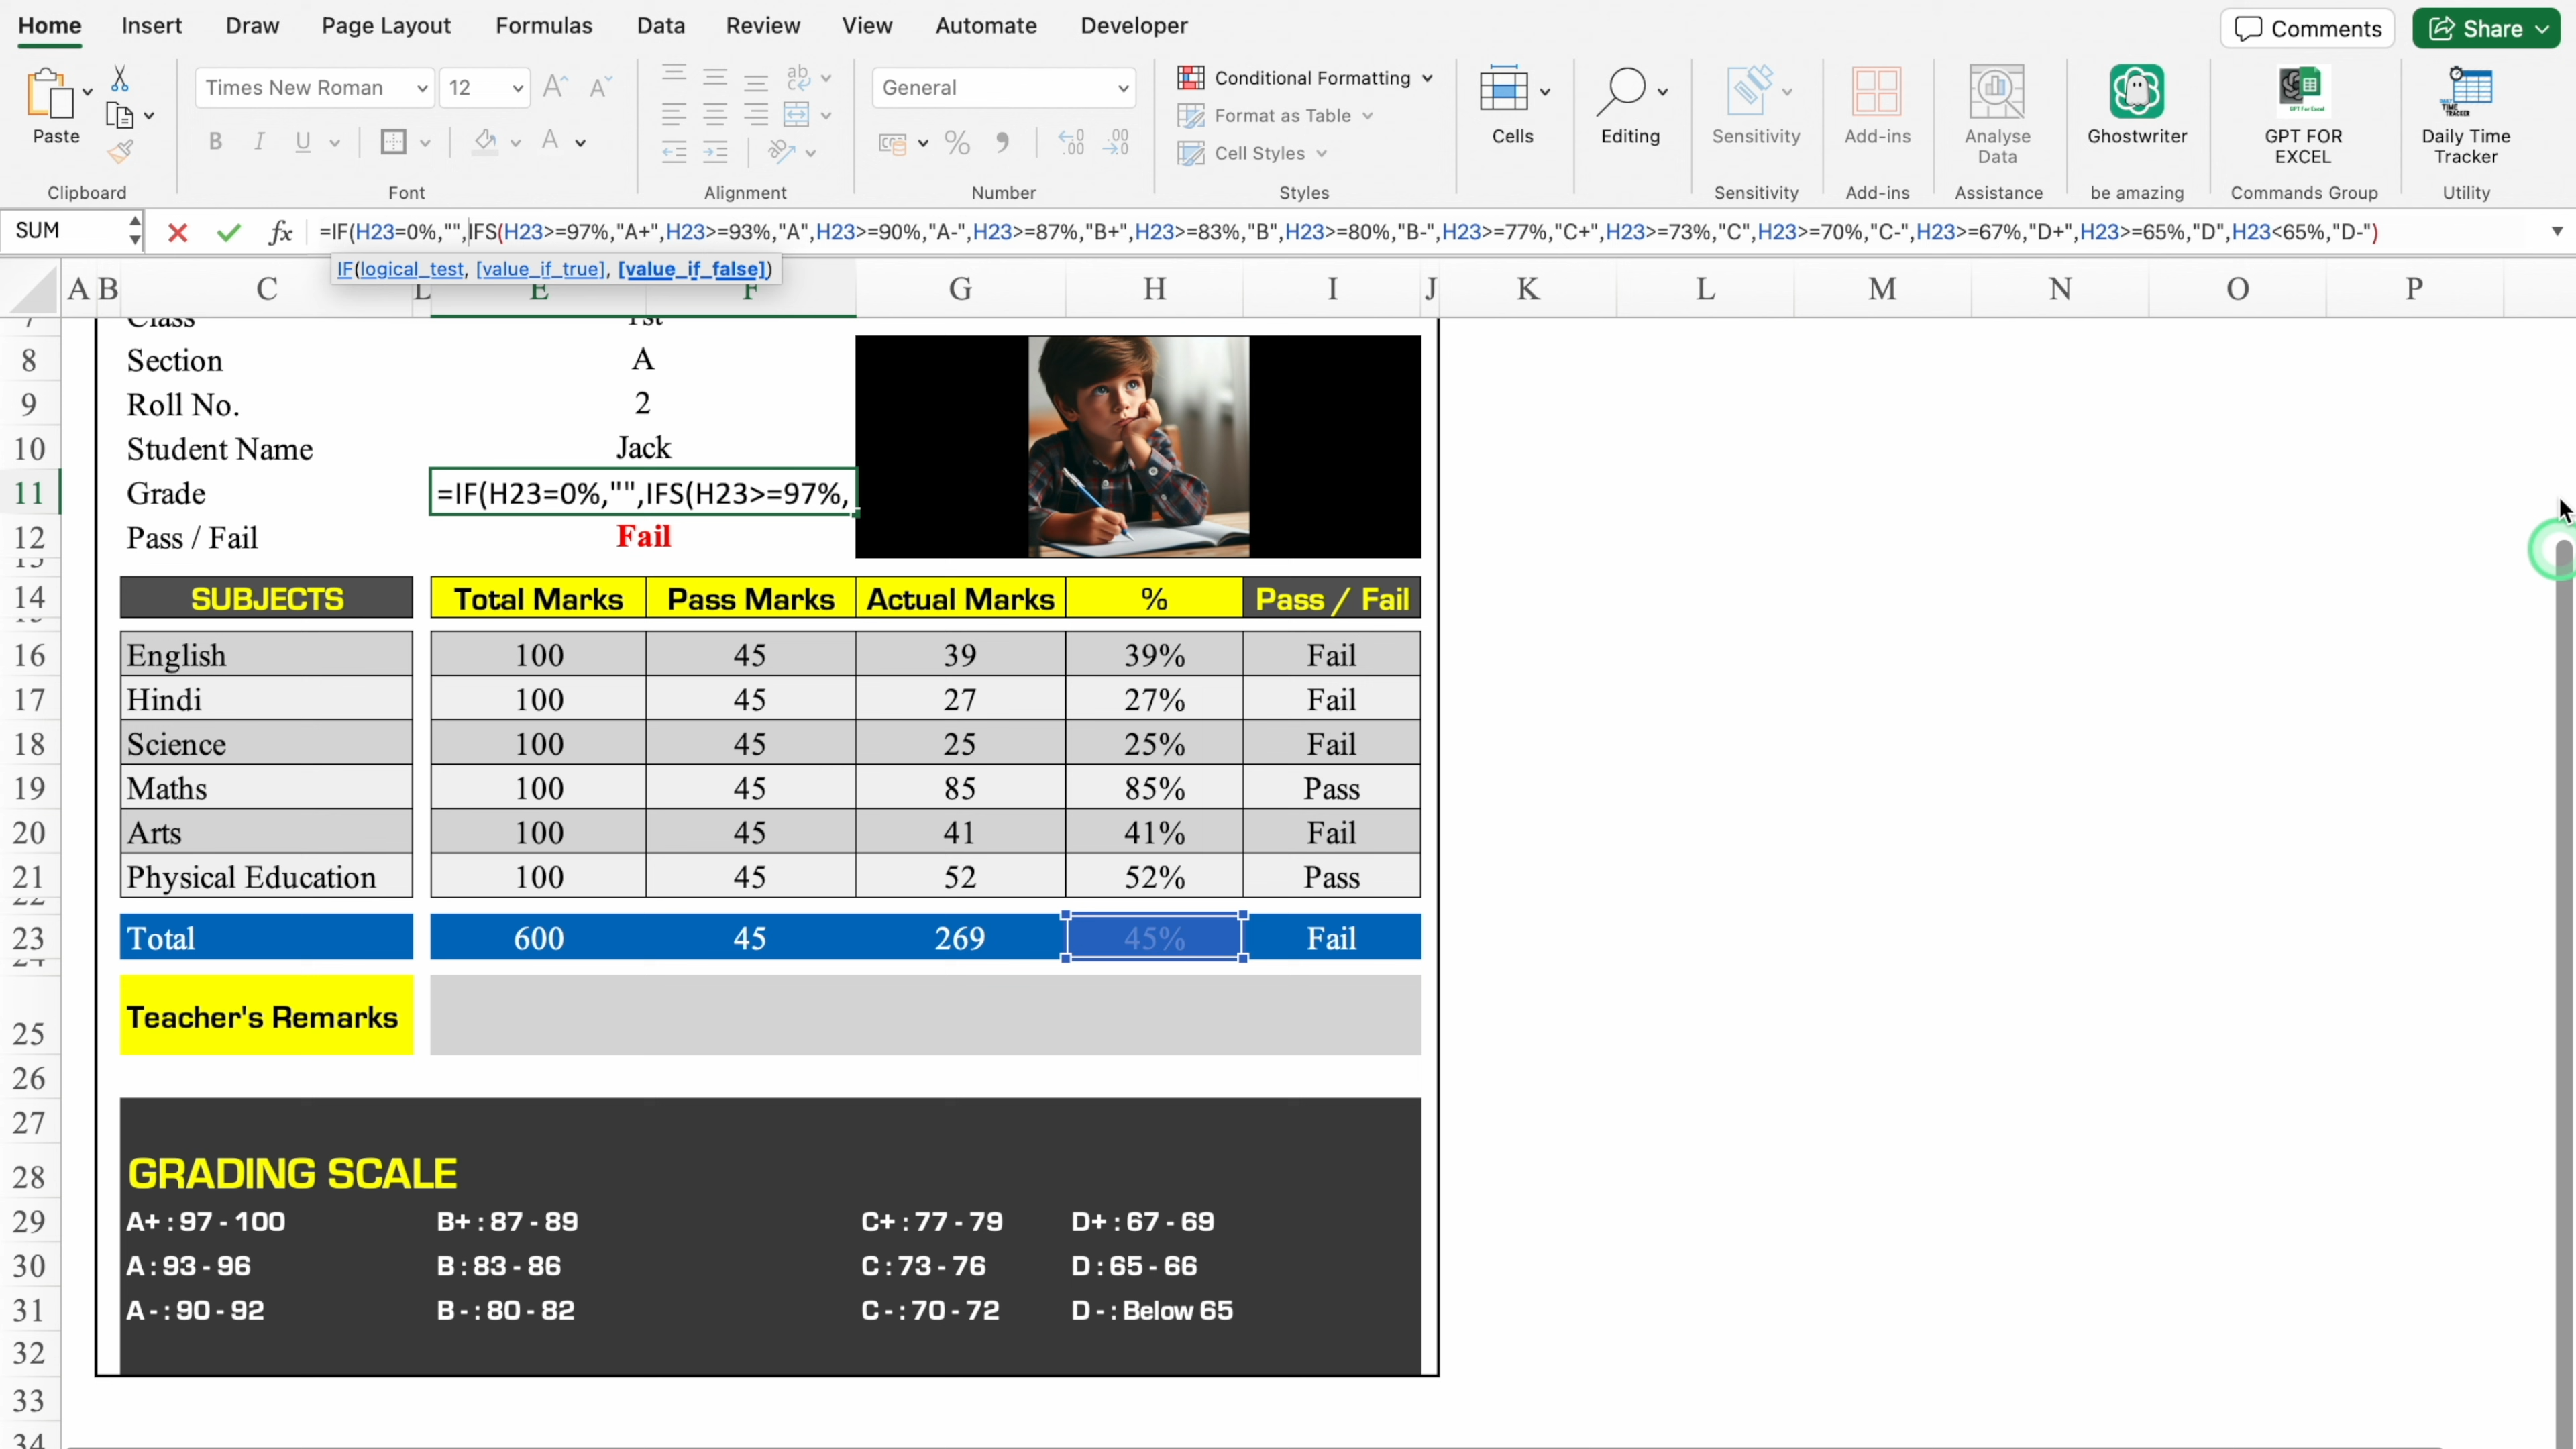 Home Insert Draw Page Layout Formulas Data Review View Automate Developer Comments Share
Paste Times New Roman 12 General Conditional Formatting Format as Table Cell Styles Cells Editing Sensitivity Add-ins Analyse Data Ghostwriter GPT FOR EXCEL Daily Time Tracker
Clipboard Font Alignment Number Styles Sensitivity Add-ins Assistance be amazing Commands Group Utility
SUM fx =IF(H23=0%,"",IFS(H23>=97%,"A+",H23>=93%,"A",H23>=90%,"A-",H23>=87%,"B+",H23>=83%,"B",H23>=80%,"B-",H23>=77%,"C+",H23>=73%,"C",H23>=70%,"C-",H23>=67%,"D+",H23>=65%,"D",H23<65%,"D-")
IF(logical_test, [value_if_true], [value_if_false])
A B C E F G H I J K L M N O P
7 Class 1st
8 Section A
9 Roll No. 2
10 Student Name Jack
11 Grade =IF(H23=0%,"",IFS(H23>=97%,
12 Pass / Fail Fail
14 SUBJECTS Total Marks Pass Marks Actual Marks % Pass / Fail
16 English 100 45 39 39% Fail
17 Hindi 100 45 27 27% Fail
18 Science 100 45 25 25% Fail
19 Maths 100 45 85 85% Pass
20 Arts 100 45 41 41% Fail
21 Physical Education 100 45 52 52% Pass
23 Total 600 45 269 45% Fail
25 Teacher's Remarks
26
27
28 GRADING SCALE
29 A+ : 97 - 100 B+ : 87 - 89 C+ : 77 - 79 D+ : 67 - 69
30 A : 93 - 96 B : 83 - 86 C : 73 - 76 D : 65 - 66
31 A - : 90 - 92 B - : 80 - 82 C - : 70 - 72 D - : Below 65
32
33
34